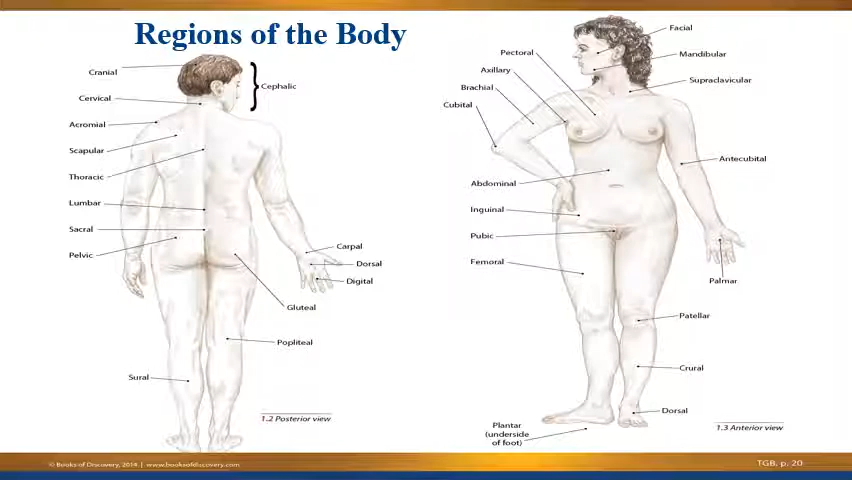 Regions of the Body
Cranial
Cephalic
Cervical
Acromial
Scapular
Thoracic
Lumbar
Sacral
Pelvic
Carpal
Dorsal
Digital
Gluteal
Popliteal
Sural
1.2 Posterior view
Facial
Pectoral
Mandibular
Axillary
Supraclavicular
Brachial
Cubital
Antecubital
Abdominal
Inguinal
Pubic
Femoral
Palmar
Patellar
Crural
Dorsal
Plantar
(underside
of foot)
1.3 Anterior view
© Books of Discovery, 2014 | www.booksofdiscovery.com
TGB, p. 20